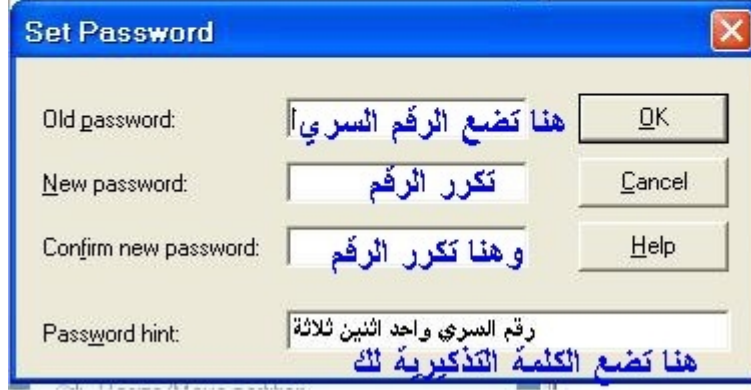 Set Password
Old password: هنا تضع الرقم السري OK
New password: تكرر الرقم Cancel
Confirm new password: وهنا تكرر الرقم Help
Password hint: رقم السري واحد اثنين ثلاثة
هنا تضع الكلمة التذكيرية لك